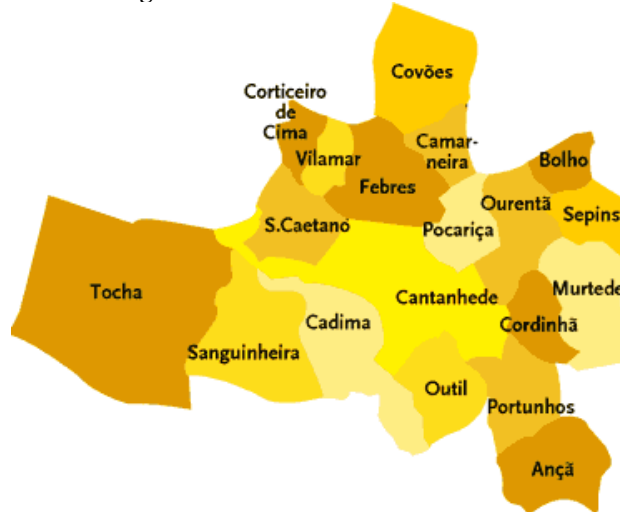 Covões
Corticeiro
de
Cima
Vilamar
Camar-
neira
Febres
Bolho
Ourentã
Sepins
S.Caetano
Pocariça
Tocha
Cantanhede
Murtede
Cadima
Cordinhã
Sanguinheira
Outil
Portunhos
Ançã